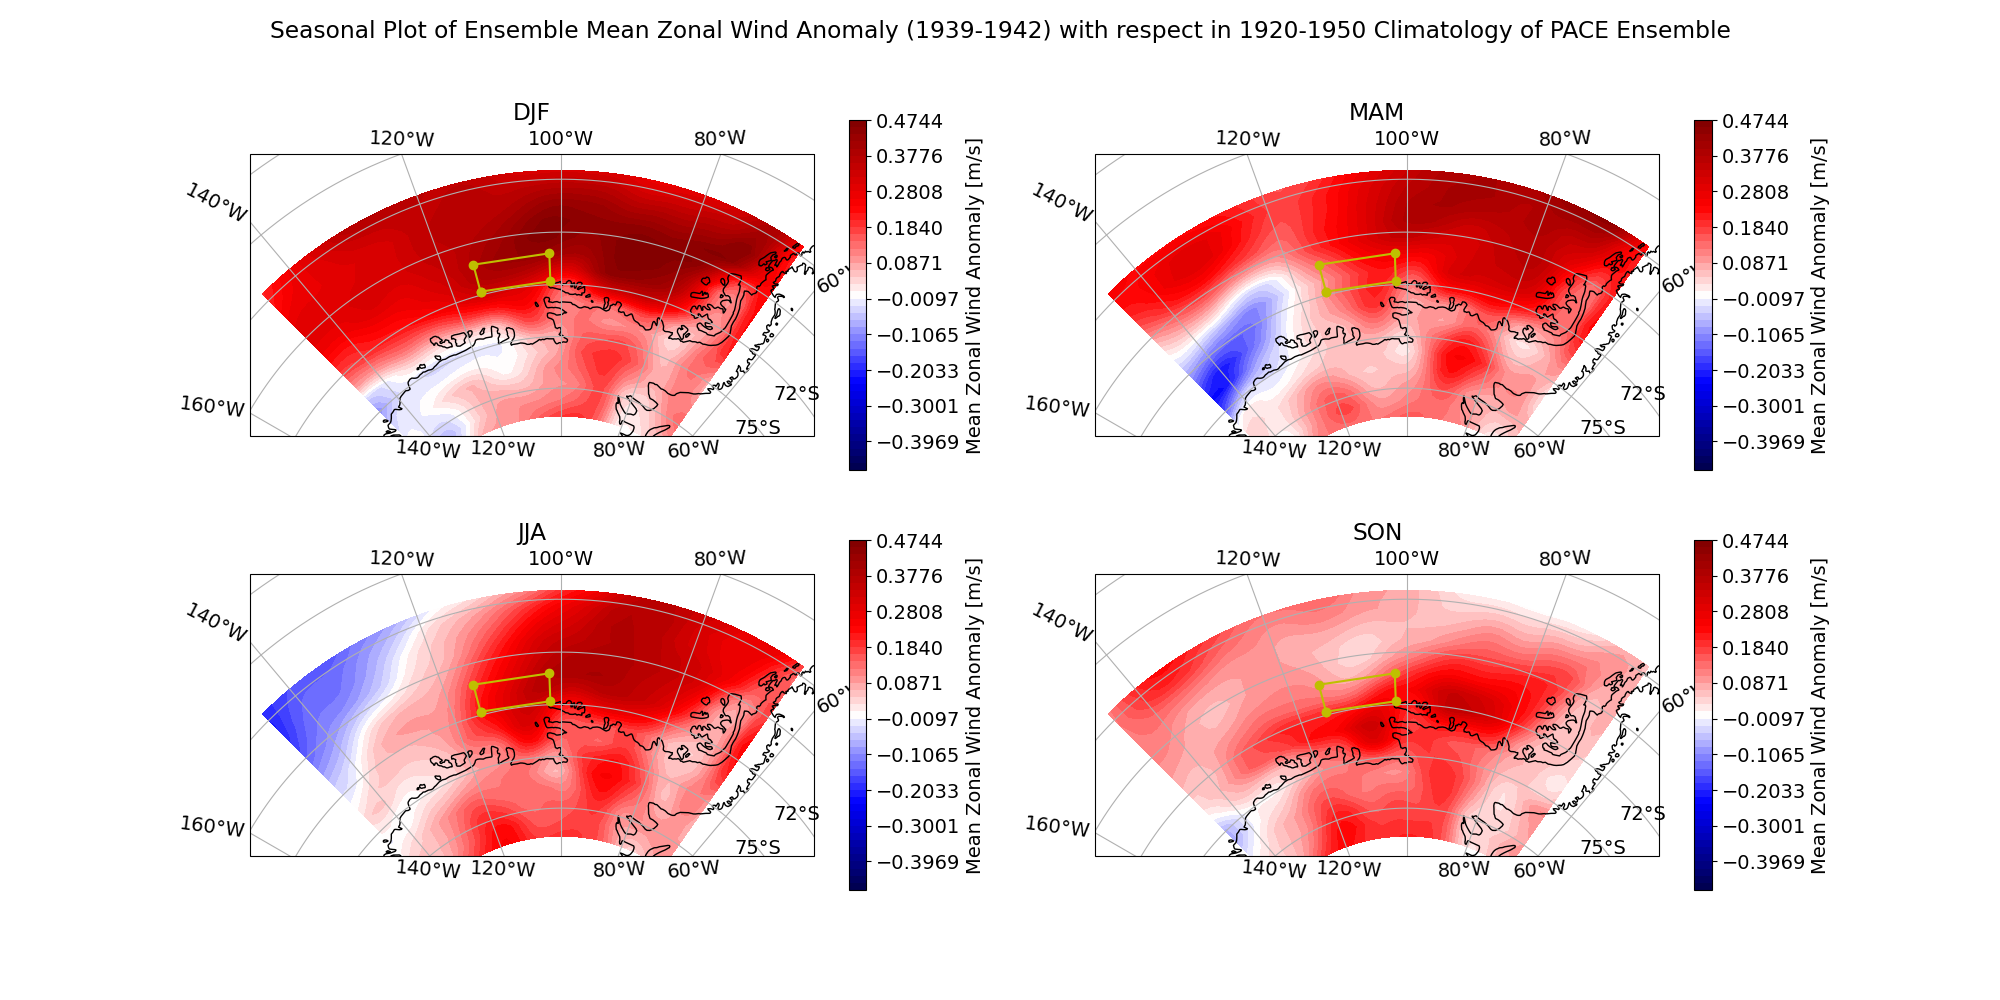 Seasonal Plot of Ensemble Mean Zonal Wind Anomaly (1939-1942) with respect in 1920-1950 Climatology of PACE Ensemble
DJF
120°W 100°W 80°W
140°W
160°W
60°W
72°S
75°S
140°W 120°W 80°W 60°W
0.4744
0.3776
0.2808
0.1840
0.0871
−0.0097
−0.1065
−0.2033
−0.3001
−0.3969
Mean Zonal Wind Anomaly [m/s]
MAM
120°W 100°W 80°W
140°W
160°W
60°W
72°S
75°S
140°W 120°W 80°W 60°W
0.4744
0.3776
0.2808
0.1840
0.0871
−0.0097
−0.1065
−0.2033
−0.3001
−0.3969
Mean Zonal Wind Anomaly [m/s]
JJA
120°W 100°W 80°W
140°W
160°W
60°W
72°S
75°S
140°W 120°W 80°W 60°W
0.4744
0.3776
0.2808
0.1840
0.0871
−0.0097
−0.1065
−0.2033
−0.3001
−0.3969
Mean Zonal Wind Anomaly [m/s]
SON
120°W 100°W 80°W
140°W
160°W
60°W
72°S
75°S
140°W 120°W 80°W 60°W
0.4744
0.3776
0.2808
0.1840
0.0871
−0.0097
−0.1065
−0.2033
−0.3001
−0.3969
Mean Zonal Wind Anomaly [m/s]